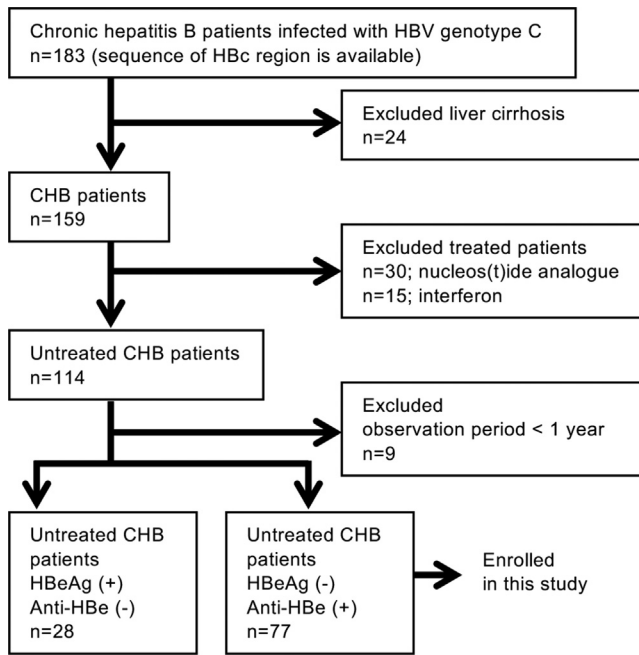 Chronic hepatitis B patients infected with HBV genotype C
n=183 (sequence of HBc region is available)
Excluded liver cirrhosis
n=24
CHB patients
n=159
Excluded treated patients
n=30; nucleos(t)ide analogue
n=15; interferon
Untreated CHB patients
n=114
Excluded
observation period < 1 year
n=9
Untreated CHB
patients
HBeAg (+)
Anti-HBe (-)
n=28
Untreated CHB
patients
HBeAg (-)
Anti-HBe (+)
n=77
Enrolled
in this study